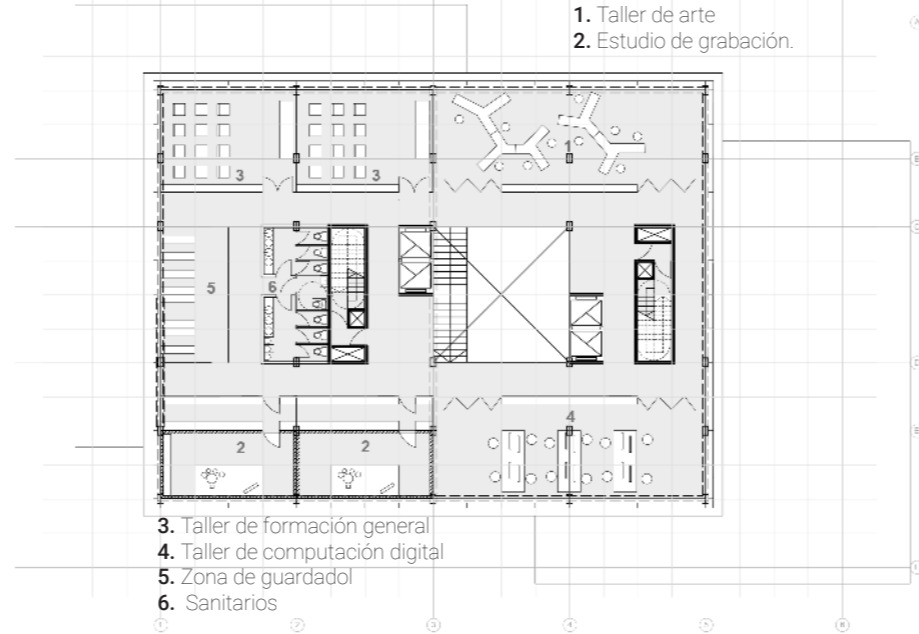 1. Taller de arte
2. Estudio de grabación.
3 3 1
5 6
4
2 2
3. Taller de formación general
4. Taller de computación digital
5. Zona de guardadol
6. Sanitarios